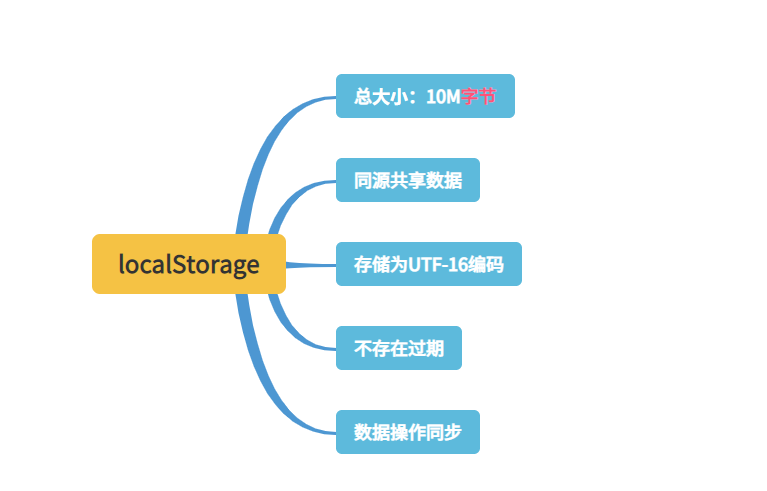 总大小：10M字节
同源共享数据
localStorage
存储为UTF-16编码
不存在过期
数据操作同步